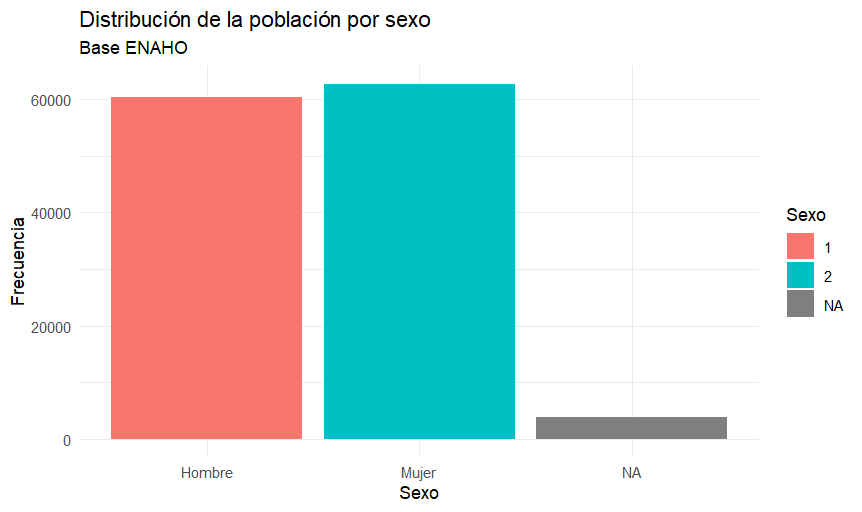 Distribución de la población por sexo
Base ENAHO
60000
40000
20000
0
Frecuencia
Hombre
Mujer
NA
Sexo
Sexo
1
2
NA